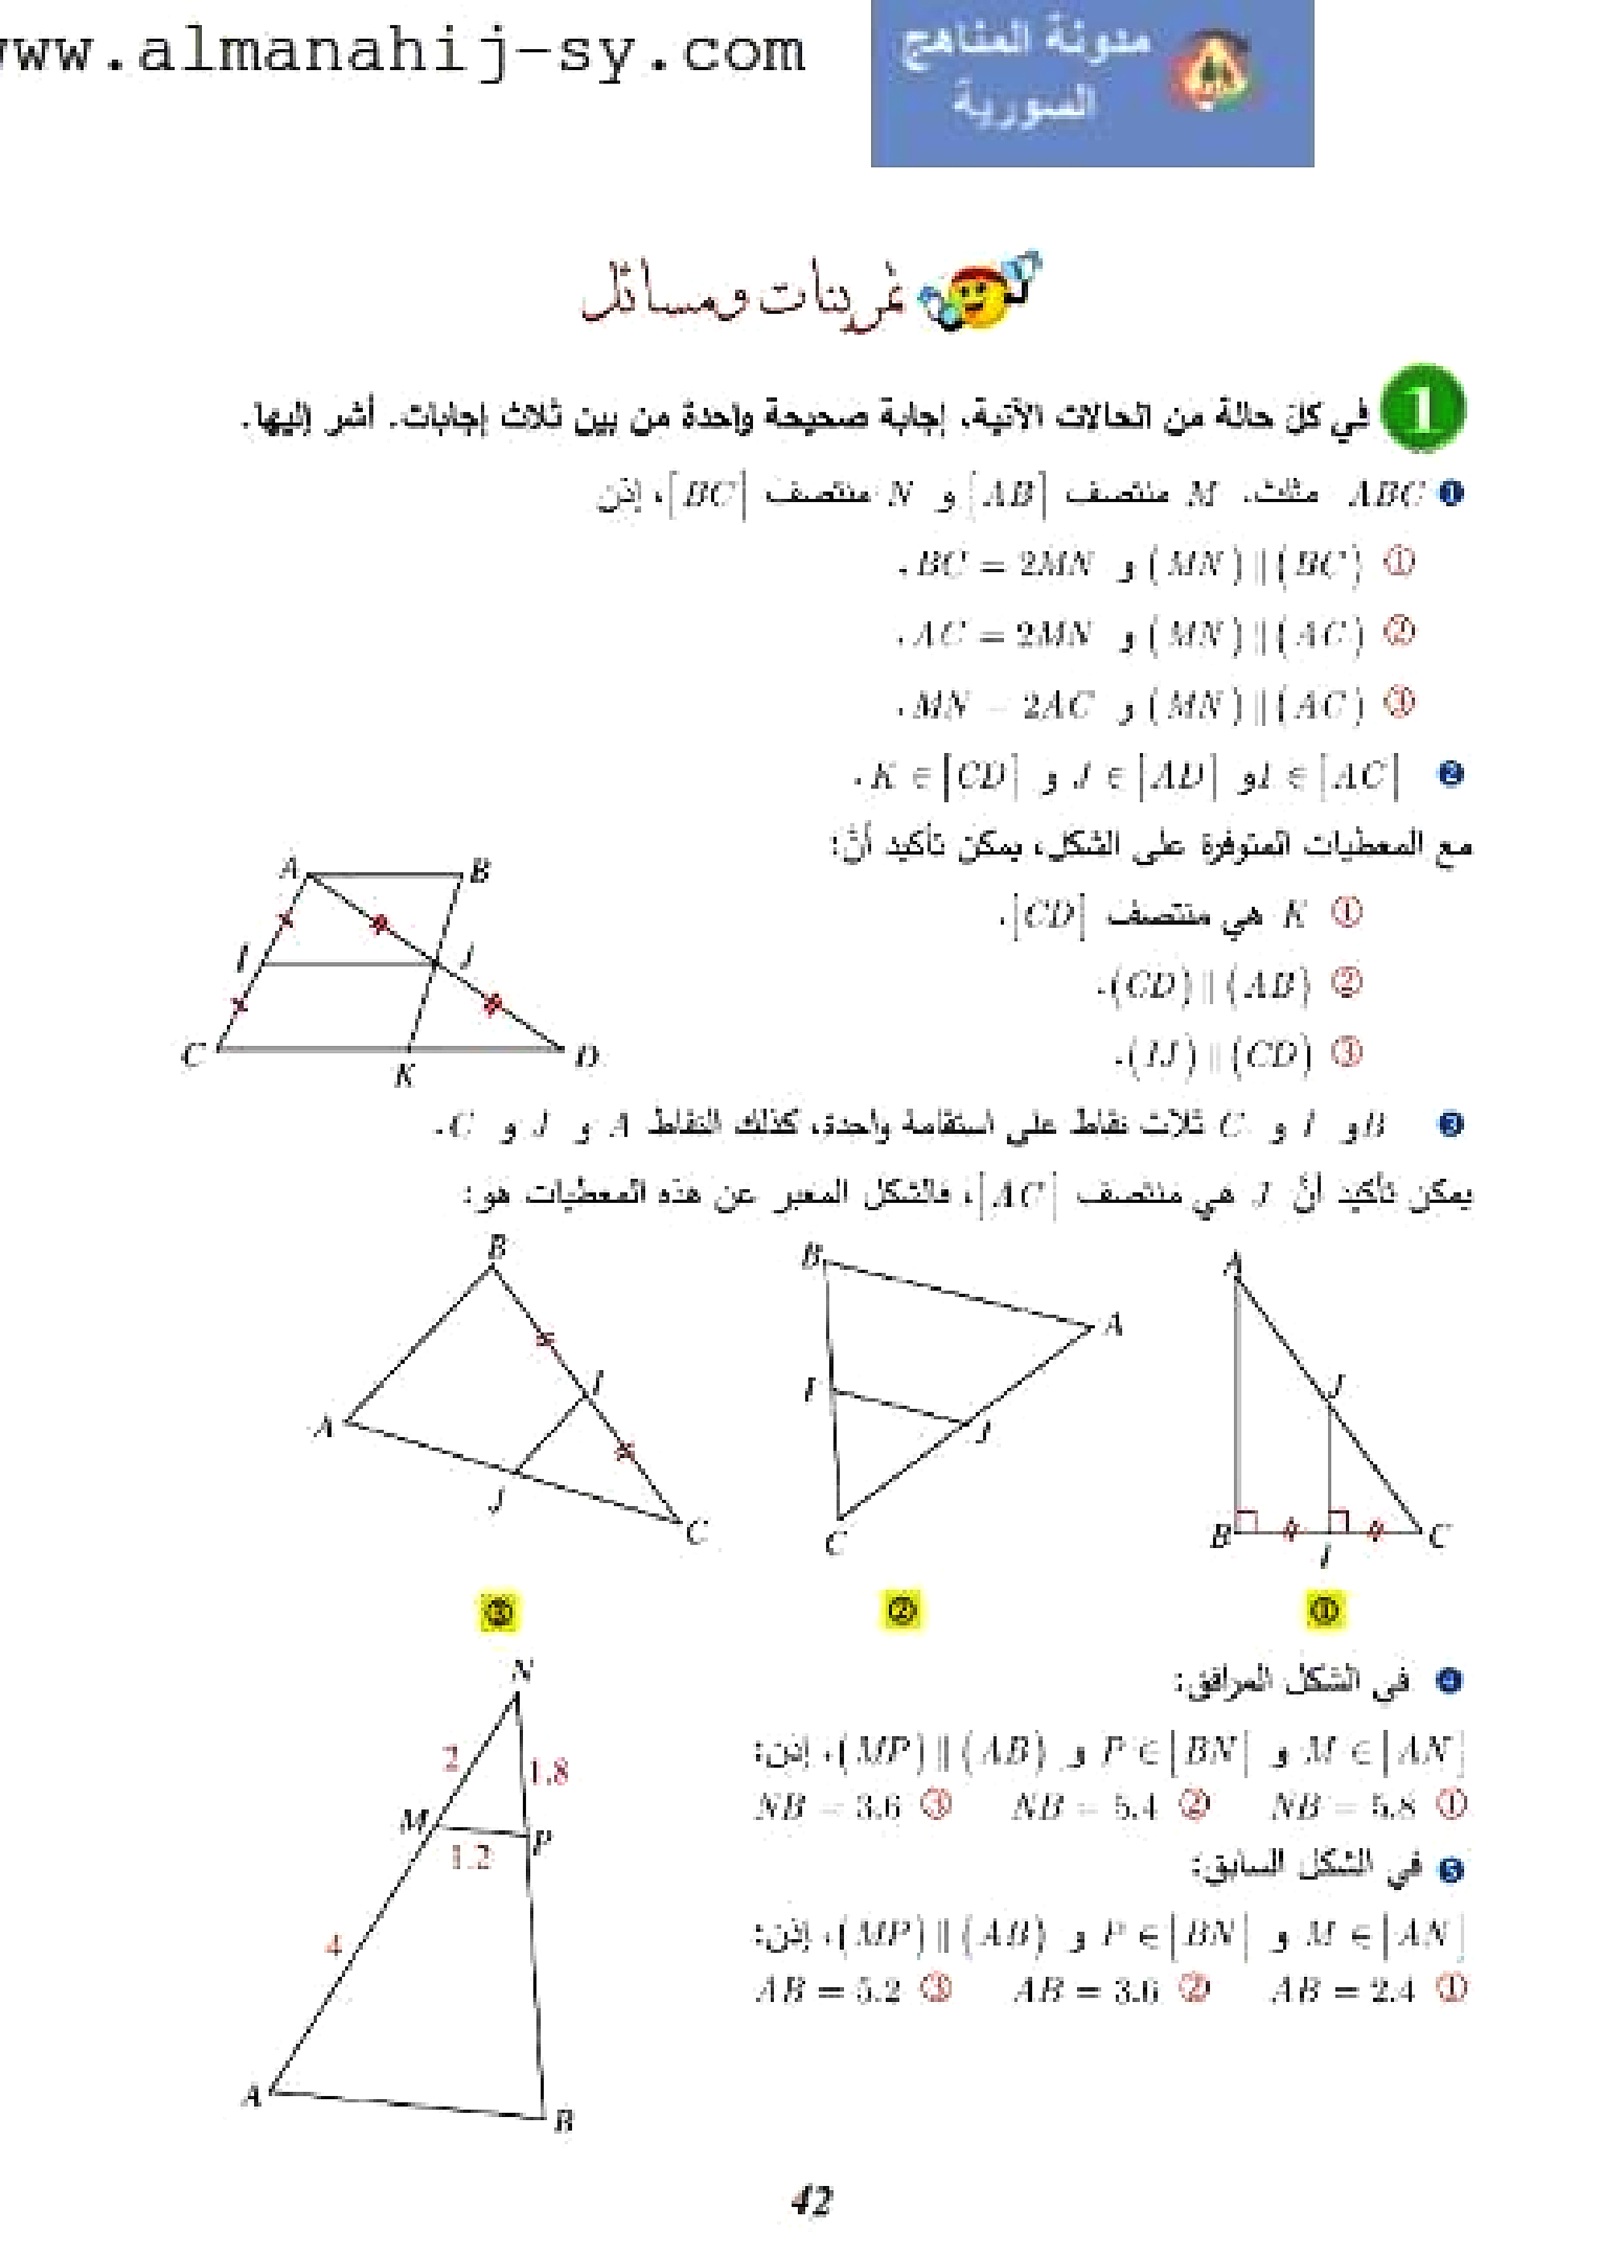 www.almanahij-sy.com
مدونة المناهج
السورية
تمرينات ومسائل
1 في كل حالة من الحالات الآتية، إجابة صحيحة واحدة من بين ثلاث إجابات. أشر إليها.
❶ ABC مثلث. M منتصف [AB] و N منتصف [BC]، إذن
① (MN) ∥ (BC) و BC = 2MN.
② (MN) ∥ (AC) و AC = 2MN.
③ (MN) ∥ (AC) و MN = 2AC.
❷ I ∈ [AC] و J ∈ [AD] و K ∈ [CD].
مع المعطيات المتوفرة على الشكل، يمكن تأكيد أنّ:
① K هي منتصف [CD].
② (CD) ∥ (AB).
③ (IJ) ∥ (CD).
A B I J C K D
❸ B و I و C ثلاث نقاط على استقامة واحدة، كذلك النقاط A و J و C.
يمكن تأكيد أنّ J هي منتصف [AC]، فالشكل المعبر عن هذه المعطيات هو:
A J B I C
B A I J C
B I A J C
① ② ③
❹ في الشكل المرافق:
M ∈ [AN] و P ∈ [BN] و (MP) ∥ (AB)، إذن:
① NB = 5.8 ② NB = 5.4 ③ NB = 3.6
❺ في الشكل السابق:
M ∈ [AN] و P ∈ [BN] و (MP) ∥ (AB)، إذن:
① AB = 2.4 ② AB = 3.6 ③ AB = 5.2
N
2 1.8
M P
1.2
4
A B
42